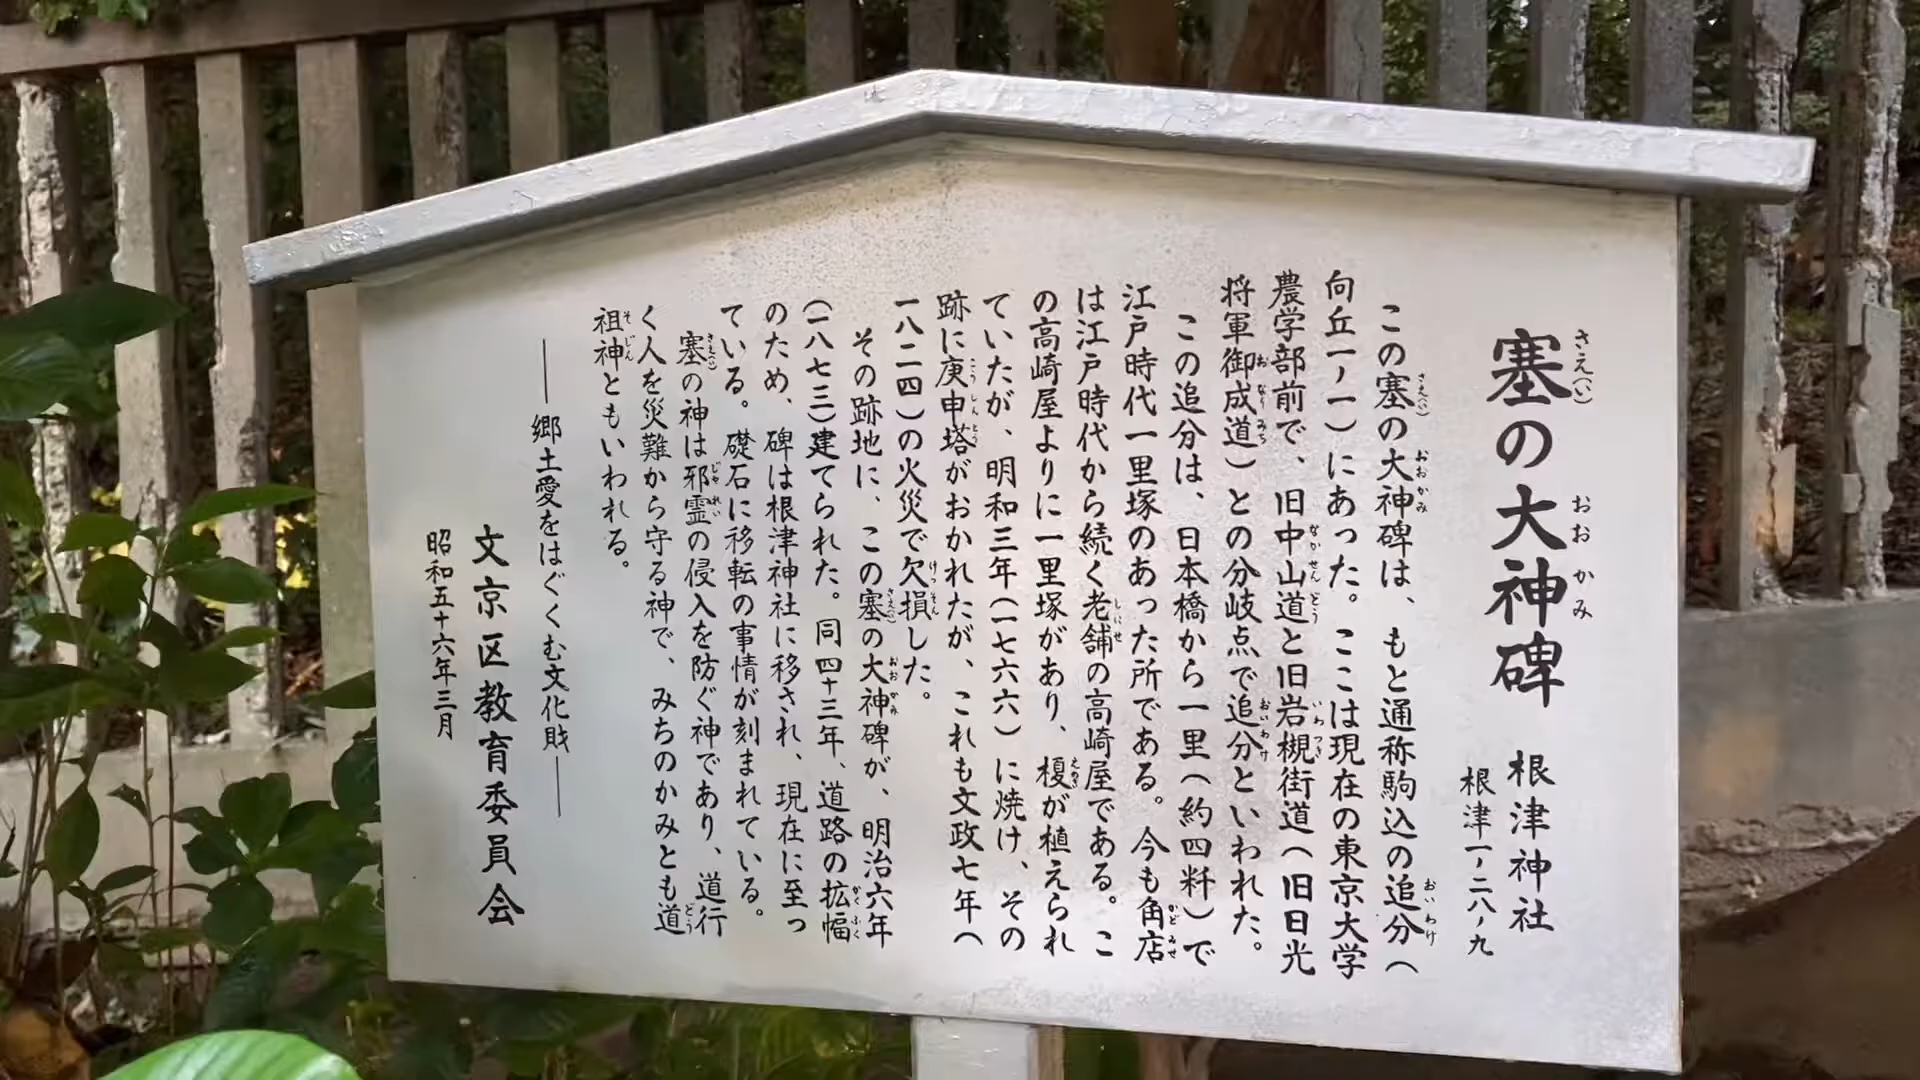 塞の大神碑 根津神社
根津一ノ二八ノ九
この塞の大神碑は、もと通称駒込の追分（
向丘一ノ一）にあった。ここは現在の東京大学
農学部前で、旧中山道と旧岩槻街道（旧日光
将軍御成道）との分岐点で追分といわれた。
この追分は、日本橋から一里（約四粁）で
江戸時代一里塚のあった所である。今も角店
は江戸時代から続く老舗の高崎屋である。こ
の高崎屋よりに一里塚があり、榎が植えられ
ていたが、明和三年（一七六六）に焼け、その
跡に庚申塔がおかれたが、これも文政七年（
一八二四）の火災で欠損した。
その跡地に、この塞の大神碑が、明治六年
（一八七三）建てられた。同四十三年、道路の拡幅
のため、碑は根津神社に移され、現在に至っ
ている。礎石に移転の事情が刻まれている。
塞の神は邪霊の侵入を防ぐ神であり、道行
く人を災難から守る神で、みちのかみとも道
祖神ともいわれる。
――郷土愛をはぐくむ文化財――
文京区教育委員会
昭和五十六年三月